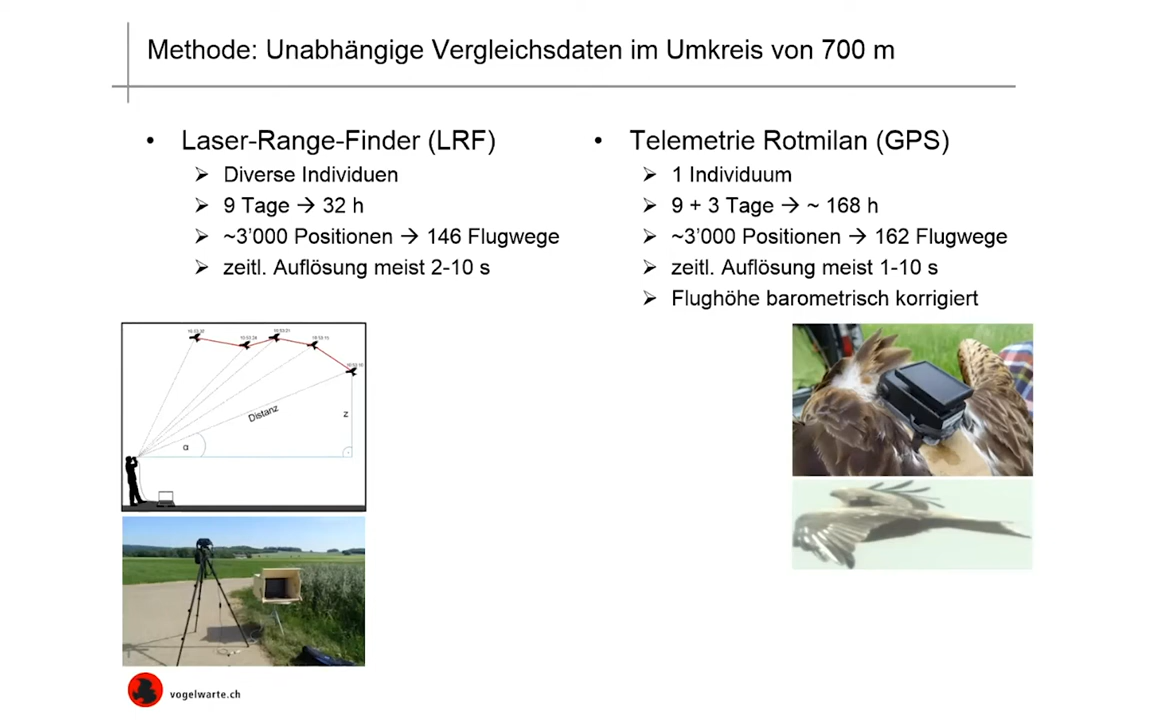 Methode: Unabhängige Vergleichsdaten im Umkreis von 700 m
• Laser-Range-Finder (LRF)
➢ Diverse Individuen
➢ 9 Tage → 32 h
➢ ~3’000 Positionen → 146 Flugwege
➢ zeitl. Auflösung meist 2-10 s
• Telemetrie Rotmilan (GPS)
➢ 1 Individuum
➢ 9 + 3 Tage → ~ 168 h
➢ ~3’000 Positionen → 162 Flugwege
➢ zeitl. Auflösung meist 1-10 s
➢ Flughöhe barometrisch korrigiert
Distanz
z
α
vogelwarte.ch